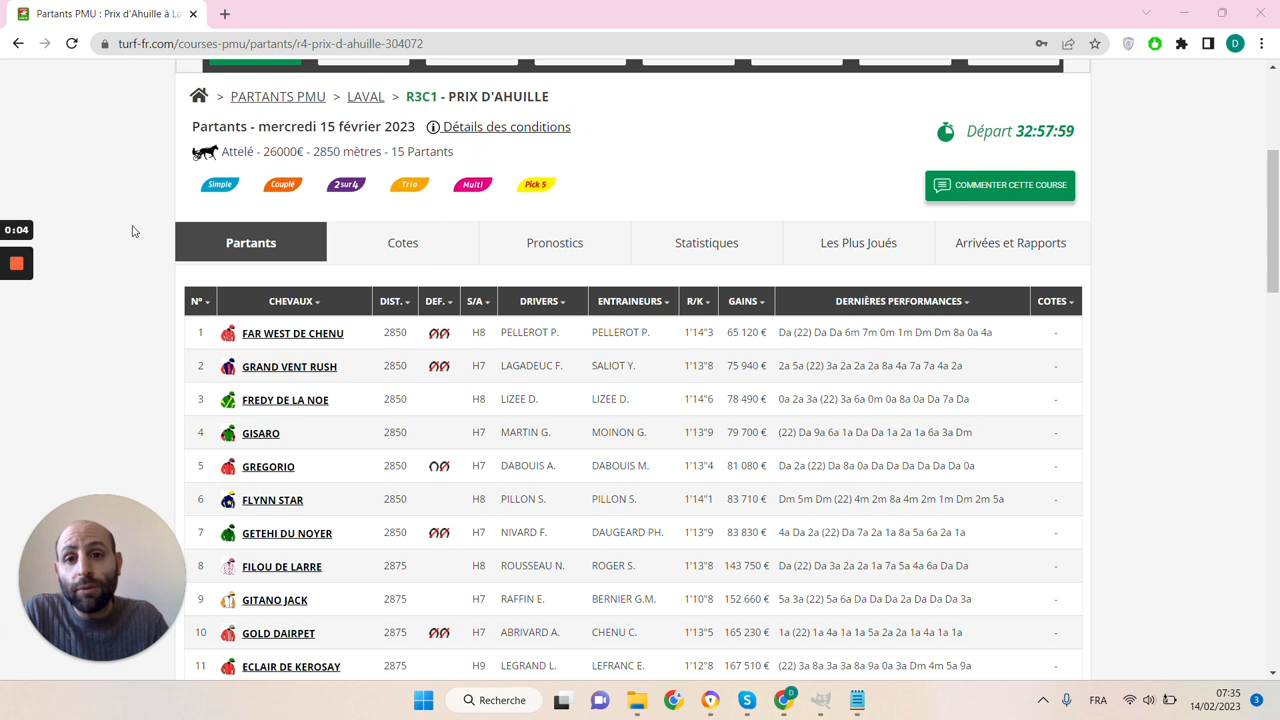 Partants PMU : Prix d'Ahuille à La
turf-fr.com/courses-pmu/partants/r4-prix-d-ahuille-304072
D
> PARTANTS PMU > LAVAL > R3C1 - PRIX D'AHUILLE
Partants - mercredi 15 février 2023 Détails des conditions
Départ 32:57:59
Attelé - 26000€ - 2850 mètres - 15 Partants
Simple Couplé 2sur4 Trio Multi Pick 5
COMMENTER CETTE COURSE
0:04
Partants Cotes Pronostics Statistiques Les Plus Joués Arrivées et Rapports
N° CHEVAUX DIST. DEF. S/A DRIVERS ENTRAINEURS R/K GAINS DERNIÈRES PERFORMANCES COTES
1 FAR WEST DE CHENU 2850 H8 PELLEROT P. PELLEROT P. 1'14"3 65 120 € Da (22) Da Da 6m 7m 0m 1m Dm Dm 8a 0a 4a -
2 GRAND VENT RUSH 2850 H7 LAGADEUC F. SALIOT Y. 1'13"8 75 940 € 2a 5a (22) 3a 2a 2a 2a 8a 4a 7a 7a 4a 2a -
3 FREDY DE LA NOE 2850 H8 LIZEE D. LIZEE D. 1'14"6 78 490 € 0a 2a 3a (22) 3a 6a 0m 0a 8a 0a Da 7a Da -
4 GISARO 2850 H7 MARTIN G. MOINON G. 1'13"9 79 700 € (22) Da 9a 6a 1a Da Da 1a 2a 1a 6a 3a Dm -
5 GREGORIO 2850 H7 DABOUIS A. DABOUIS M. 1'13"4 81 080 € Da 2a (22) Da 8a 0a Da Da Da Da Da Da 0a -
6 FLYNN STAR 2850 H8 PILLON S. PILLON S. 1'14"1 83 710 € Dm 5m Dm (22) 4m 2m 8a 4m 2m 1m Dm 2m 5a -
7 GETEHI DU NOYER 2850 H7 NIVARD F. DAUGEARD PH. 1'13"9 83 830 € 4a Da 2a (22) Da 7a 2a 1a 8a 5a 6a 2a 1a -
8 FILOU DE LARRE 2875 H8 ROUSSEAU N. ROGER S. 1'13"8 143 750 € Da (22) Da 3a 2a 2a 1a 7a 5a 4a 6a Da Da -
9 GITANO JACK 2875 H7 RAFFIN E. BERNIER G.M. 1'10"8 152 660 € 5a 3a (22) 5a 6a Da Da Da 2a Da Da Da 3a -
10 GOLD DAIRPET 2875 H7 ABRIVARD A. CHENU C. 1'13"5 165 230 € 1a (22) 1a 4a 1a 1a 5a 2a 2a 1a 4a 1a 1a -
11 ECLAIR DE KEROSAY 2875 H9 LEGRAND L. LEFRANC E. 1'12"8 167 510 € (22) 3a 8a 3a 3a 8a 9a 0a 3a Dm 4m 5a 9a -
Recherche
D
FRA
07:35
14/02/2023
3